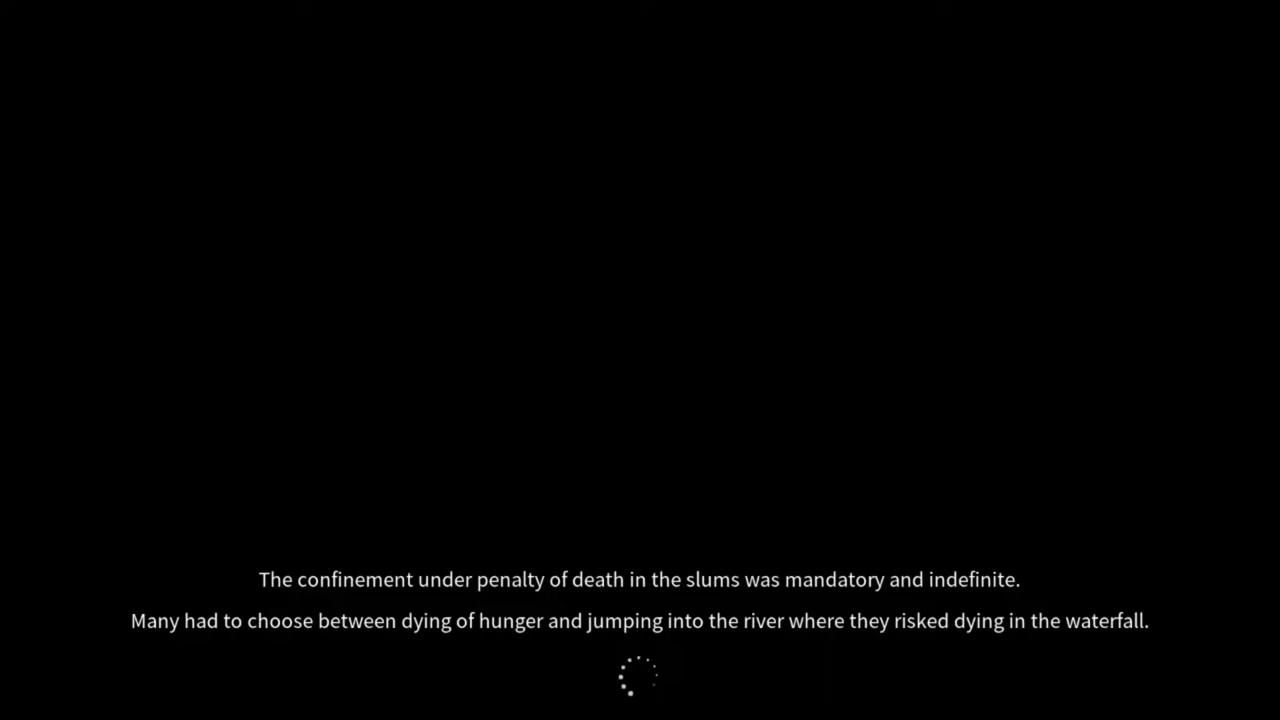 The confinement under penalty of death in the slums was mandatory and indefinite.
Many had to choose between dying of hunger and jumping into the river where they risked dying in the waterfall.